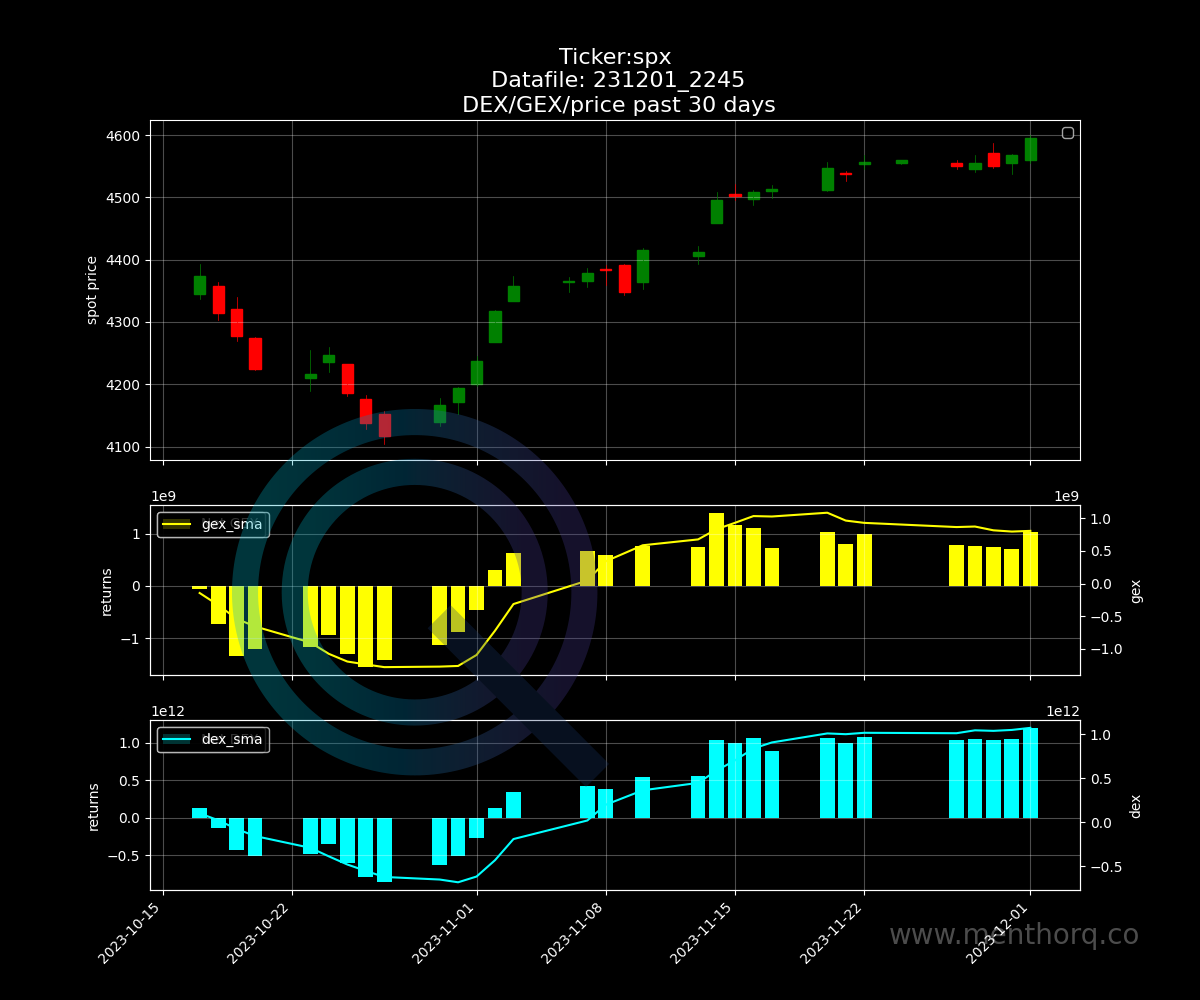 Ticker:spx
Datafile: 231201_2245
DEX/GEX/price past 30 days
4600
4500
4400
4300
4200
4100
spot price
1e9
1e9
gex_sma
1
0
−1
returns
1.0
0.5
0.0
−0.5
−1.0
gex
1e12
1e12
dex_sma
1.0
0.5
0.0
−0.5
returns
1.0
0.5
0.0
−0.5
dex
2023-10-15
2023-10-22
2023-11-01
2023-11-08
2023-11-15
2023-11-22
2023-12-01
www.menthorq.co